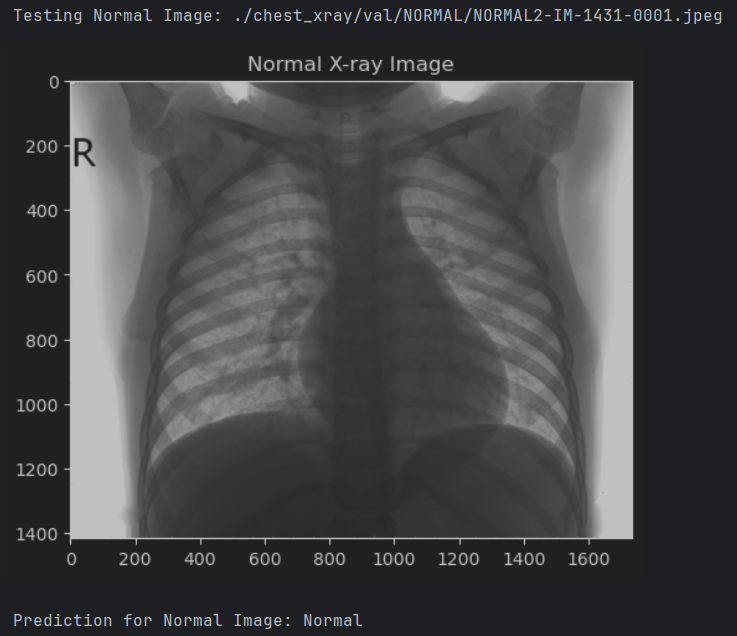 Testing Normal Image: ./chest_xray/val/NORMAL/NORMAL2-IM-1431-0001.jpeg
Normal X-ray Image
0
R
200
400
600
800
1000
1200
1400
0 200 400 600 800 1000 1200 1400 1600
Prediction for Normal Image: Normal